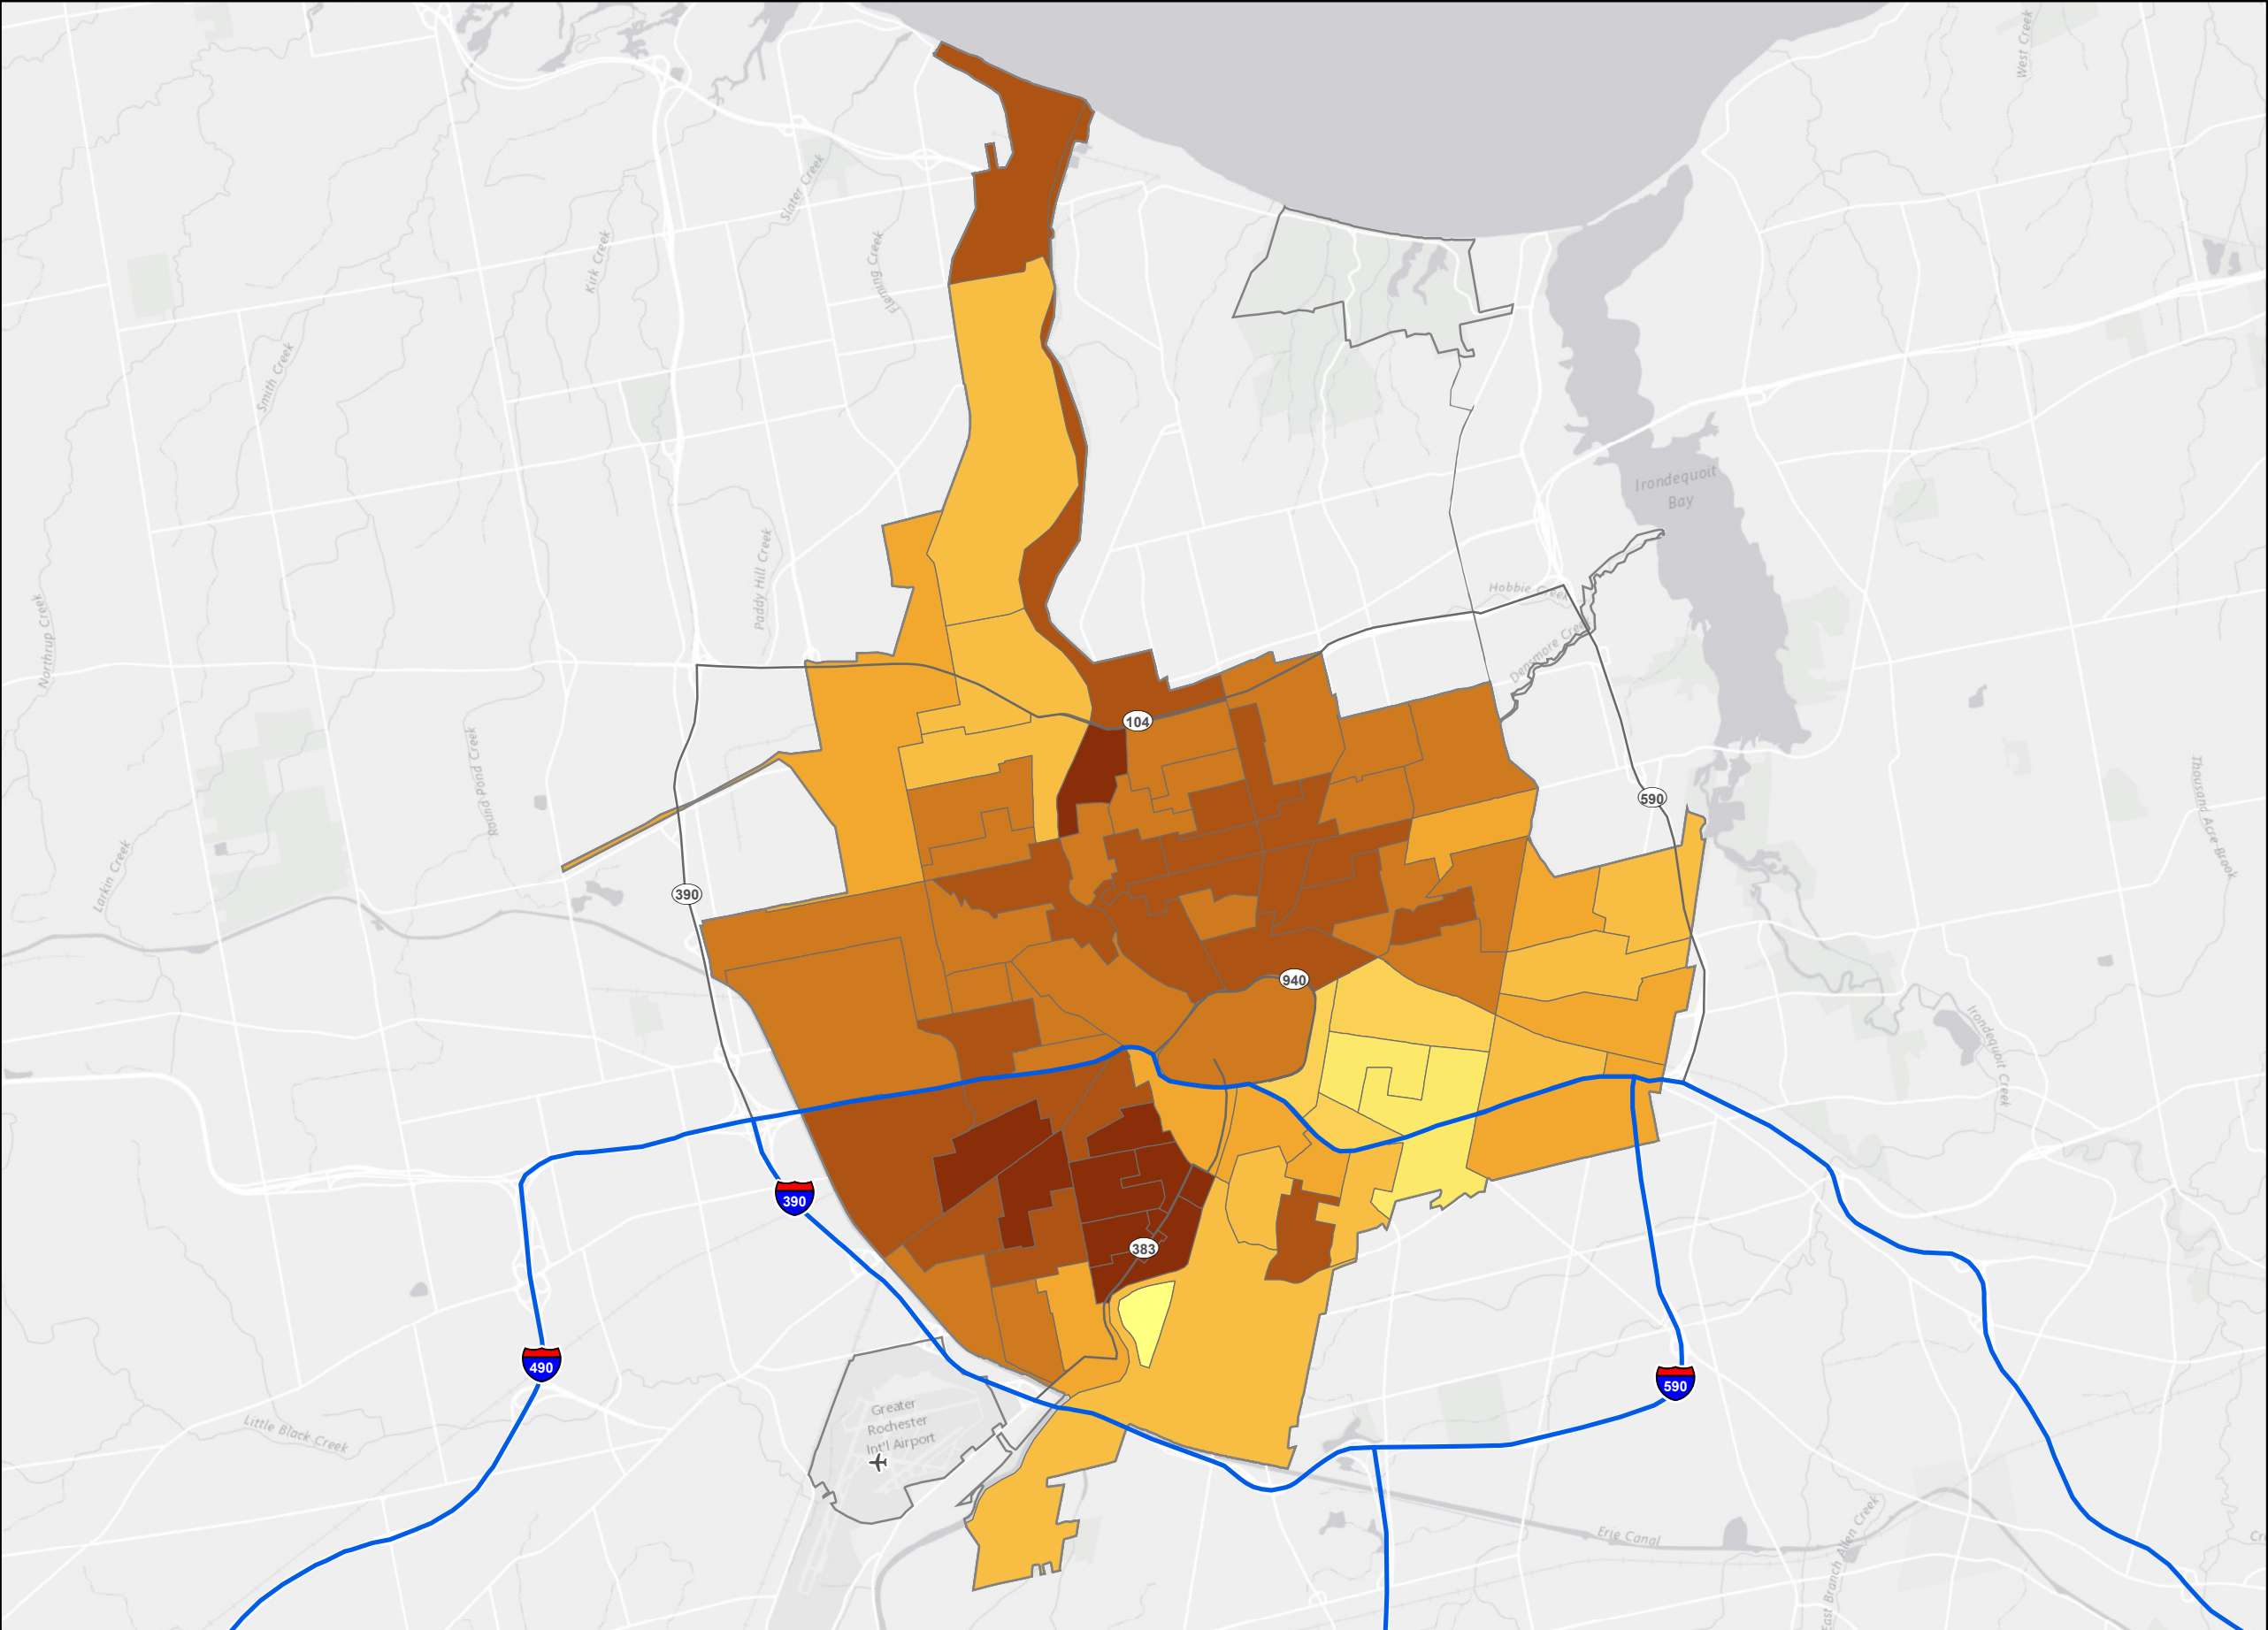 West Creek
Slater Creek
Kirk Creek
Fleming Creek
Smith Creek
Irondequoit
Bay
Paddy Hill Creek
Hobbie Creek
Northrup Creek
Densmore Creek
104
Round Pond Creek
590
Thousand Acre Brook
Larkin Creek
390
940
Irondequoit Creek
390
383
490
590
Greater
Rochester
Int'l Airport
Little Black Creek
Erie Canal
East Branch Allen Creek